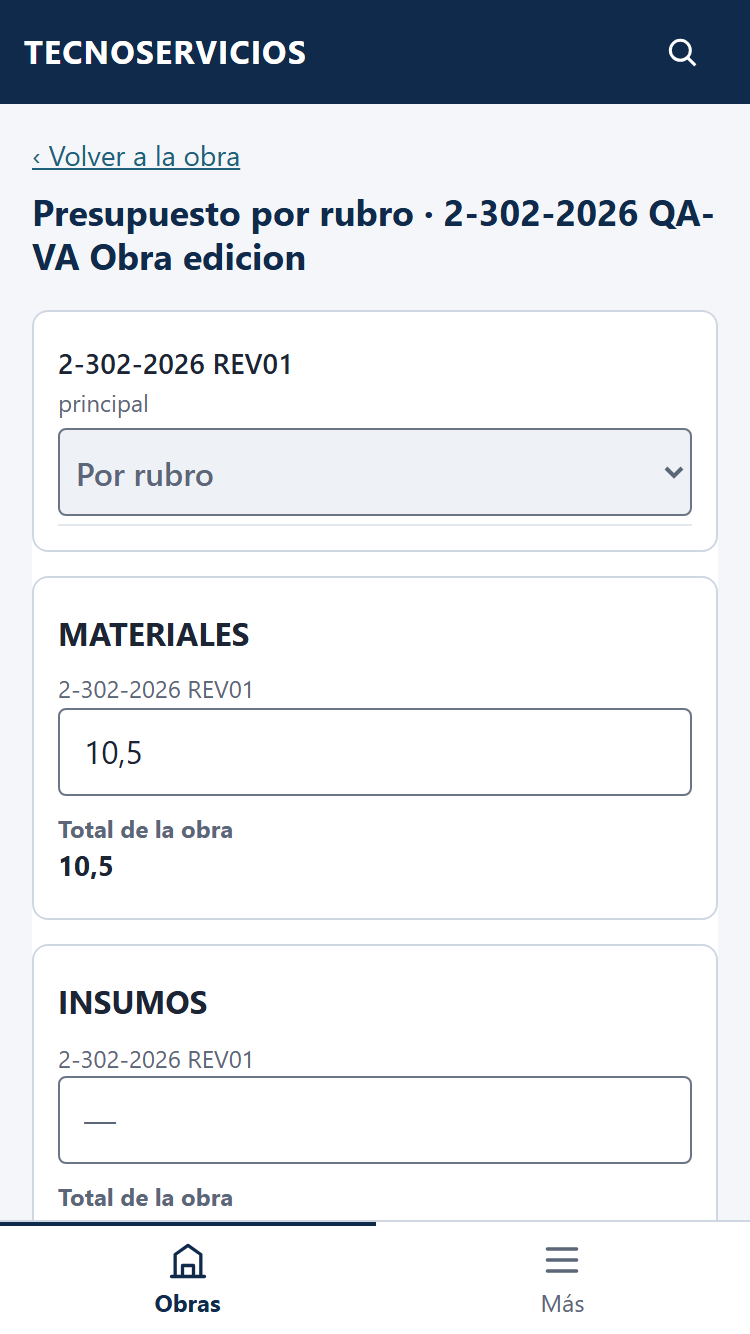 TECNOSERVICIOS
‹ Volver a la obra
Presupuesto por rubro · 2-302-2026 QA-
VA Obra edicion
2-302-2026 REV01
principal
Por rubro
MATERIALES
2-302-2026 REV01
10,5
Total de la obra
10,5
INSUMOS
2-302-2026 REV01
—
Total de la obra
Obras
Más